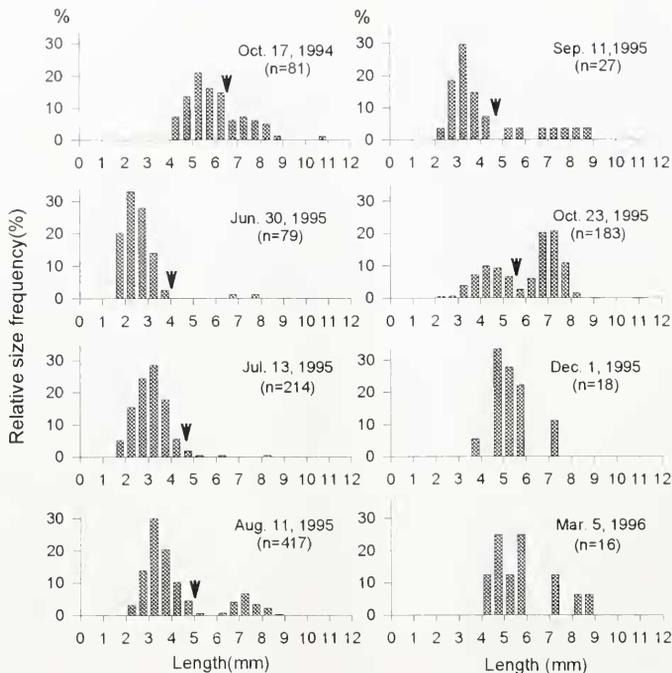 %
Oct. 17, 1994
(n=81)
30
20
10
0
0 1 2 3 4 5 6 7 8 9 10 11 12
Jun. 30, 1995
(n=79)
30
20
10
0
0 1 2 3 4 5 6 7 8 9 10 11 12
Jul. 13, 1995
(n=214)
30
20
10
0
0 1 2 3 4 5 6 7 8 9 10 11 12
Aug. 11, 1995
(n=417)
30
20
10
0
0 1 2 3 4 5 6 7 8 9 10 11 12
Length(mm)
Relative size frequency(%)
%
Sep. 11,1995
(n=27)
30
20
10
0
0 1 2 3 4 5 6 7 8 9 10 11 12
Oct. 23, 1995
(n=183)
30
20
10
0
0 1 2 3 4 5 6 7 8 9 10 11 12
Dec. 1, 1995
(n=18)
30
20
10
0
0 1 2 3 4 5 6 7 8 9 10 11 12
Mar. 5, 1996
(n=16)
30
20
10
0
0 1 2 3 4 5 6 7 8 9 10 11 12
Length (mm)